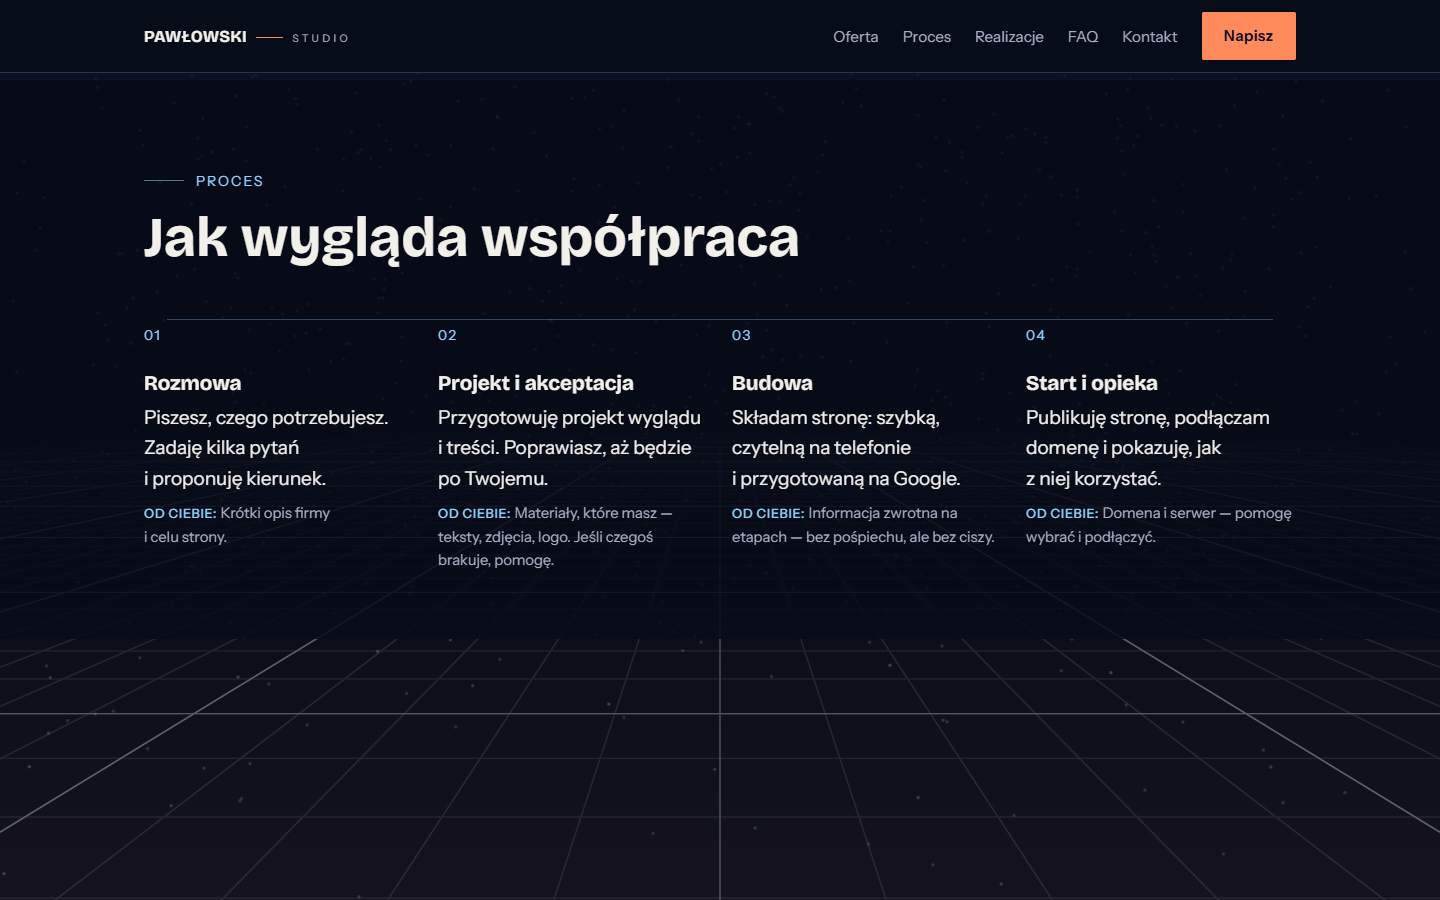 PAWŁOWSKI — STUDIO
Oferta Proces Realizacje FAQ Kontakt Napisz
PROCES
Jak wygląda współpraca
01
Rozmowa
Piszesz, czego potrzebujesz.
Zadaję kilka pytań
i proponuję kierunek.
OD CIEBIE: Krótki opis firmy
i celu strony.
02
Projekt i akceptacja
Przygotowuję projekt wyglądu
i treści. Poprawiasz, aż będzie
po Twojemu.
OD CIEBIE: Materiały, które masz —
teksty, zdjęcia, logo. Jeśli czegoś
brakuje, pomogę.
03
Budowa
Składam stronę: szybką,
czytelną na telefonie
i przygotowaną na Google.
OD CIEBIE: Informacja zwrotna na
etapach — bez pośpiechu, ale bez ciszy.
04
Start i opieka
Publikuję stronę, podłączam
domenę i pokazuję, jak
z niej korzystać.
OD CIEBIE: Domena i serwer — pomogę
wybrać i podłączyć.